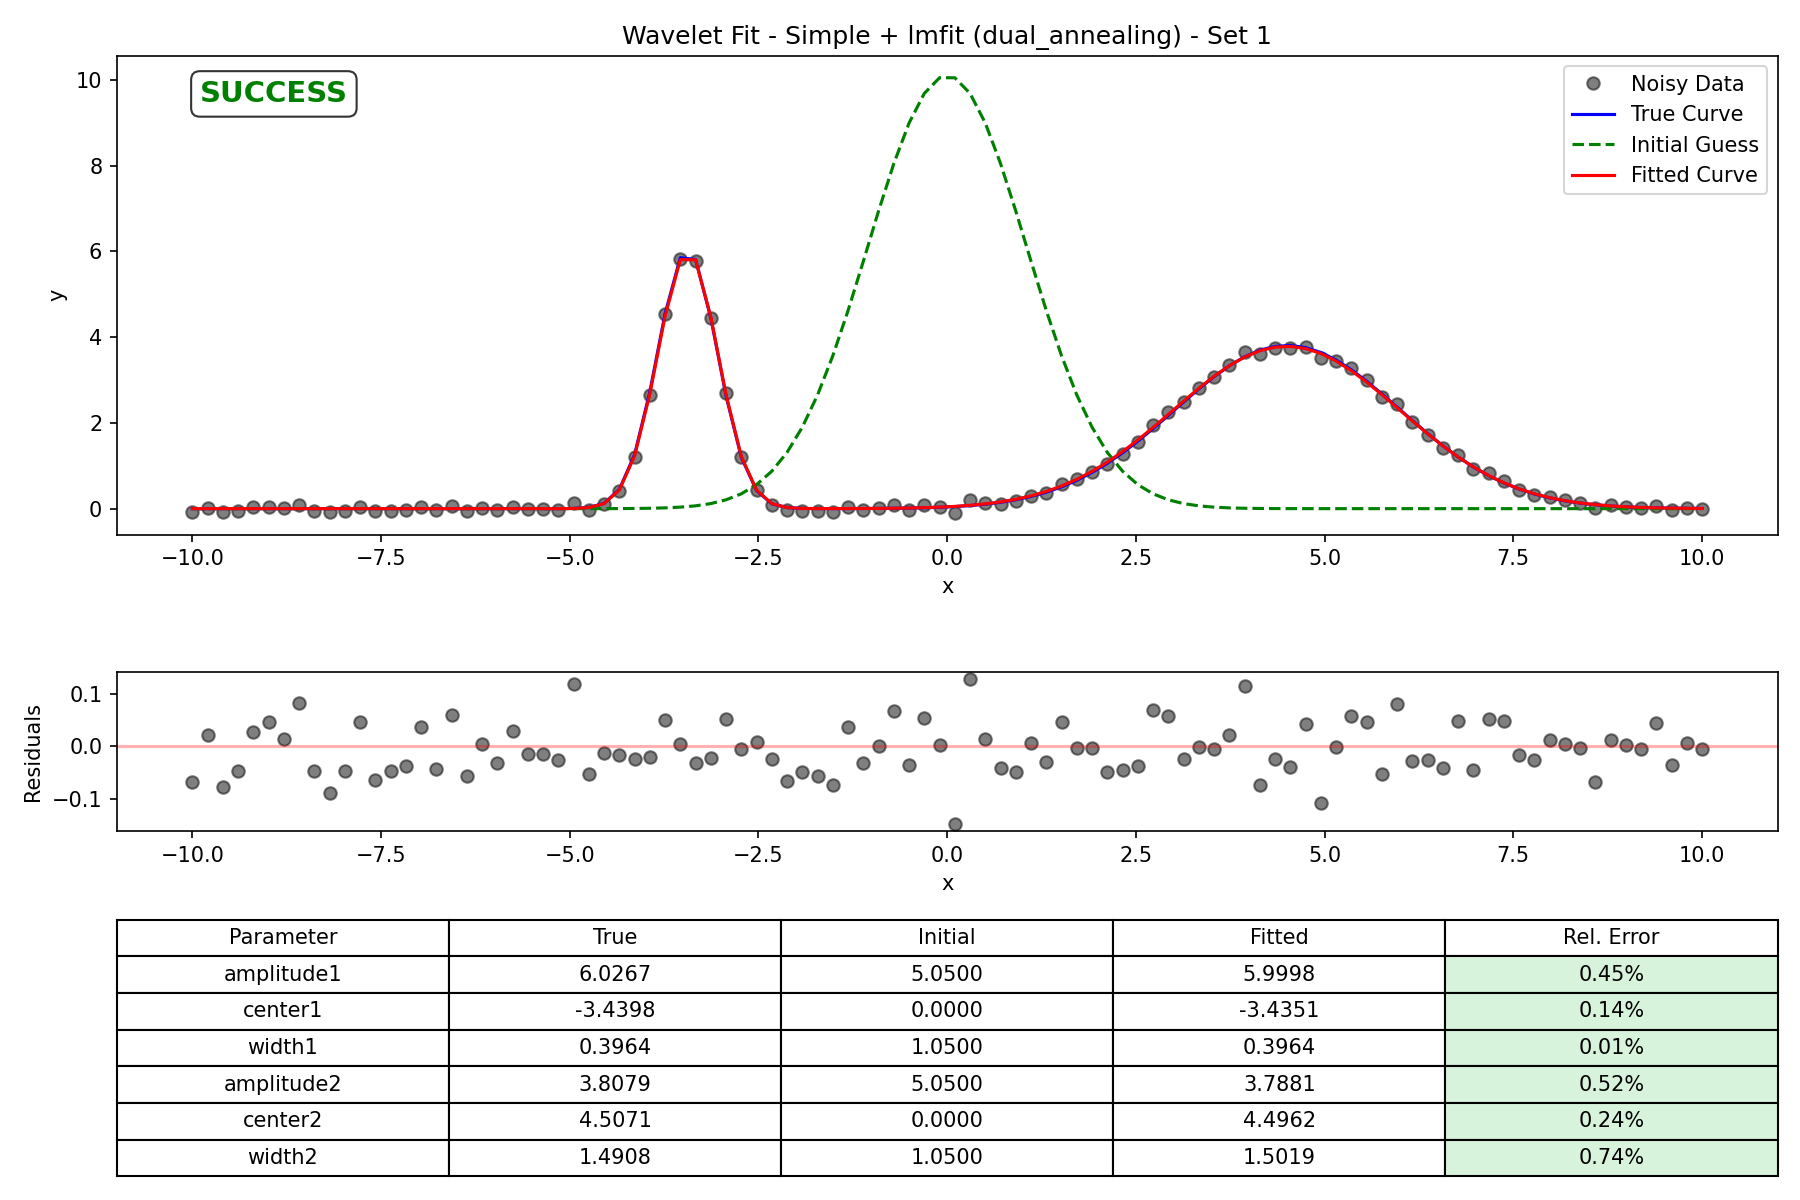 Wavelet Fit - Simple + lmfit (dual_annealing) - Set 1
SUCCESS
Noisy Data
True Curve
Initial Guess
Fitted Curve
10
8
6
4
2
0
y
−10.0 −7.5 −5.0 −2.5 0.0 2.5 5.0 7.5 10.0
x
0.1
0.0
−0.1
Residuals
−10.0 −7.5 −5.0 −2.5 0.0 2.5 5.0 7.5 10.0
x
Parameter True Initial Fitted Rel. Error
amplitude1 6.0267 5.0500 5.9998 0.45%
center1 -3.4398 0.0000 -3.4351 0.14%
width1 0.3964 1.0500 0.3964 0.01%
amplitude2 3.8079 5.0500 3.7881 0.52%
center2 4.5071 0.0000 4.4962 0.24%
width2 1.4908 1.0500 1.5019 0.74%